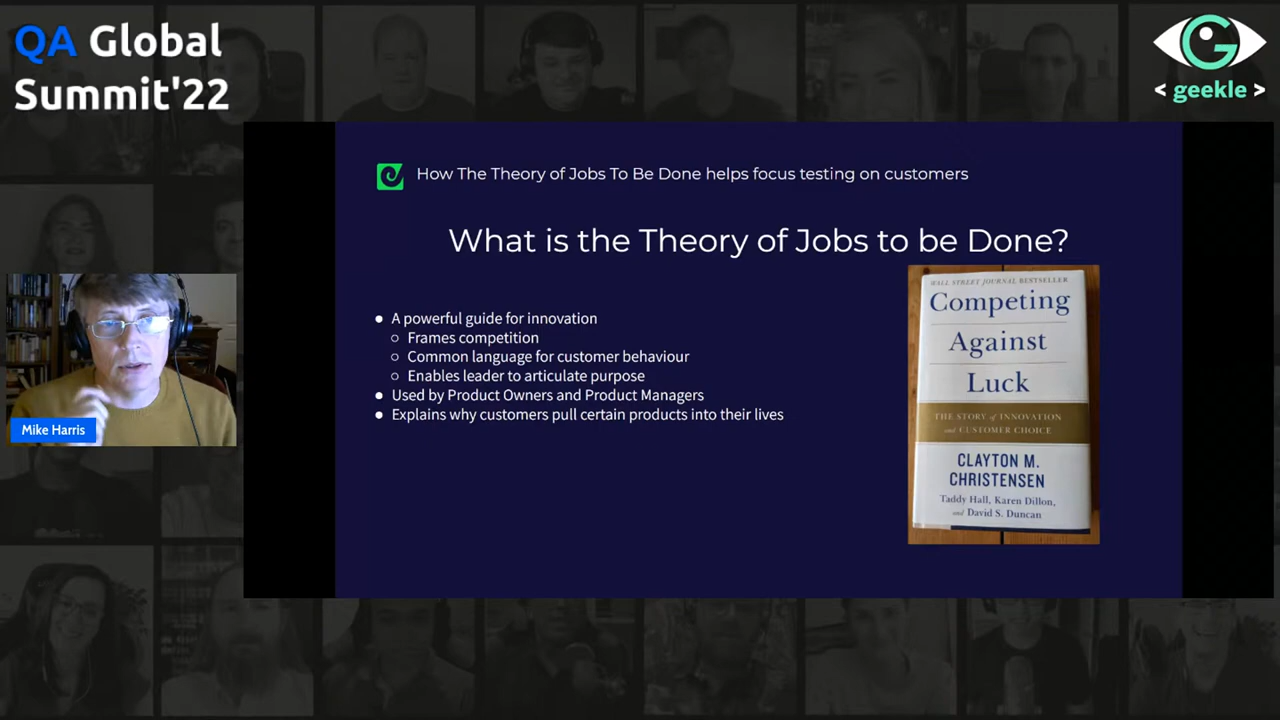 QA Global
Summit'22
G
< geekle >
How The Theory of Jobs To Be Done helps focus testing on customers
What is the Theory of Jobs to be Done?
● A powerful guide for innovation
○ Frames competition
○ Common language for customer behaviour
○ Enables leader to articulate purpose
● Used by Product Owners and Product Managers
● Explains why customers pull certain products into their lives
WALL STREET JOURNAL BESTSELLER
Competing
Against
Luck
THE STORY of INNOVATION
and CUSTOMER CHOICE
CLAYTON M.
CHRISTENSEN
Taddy Hall, Karen Dillon,
and David S. Duncan
Mike Harris